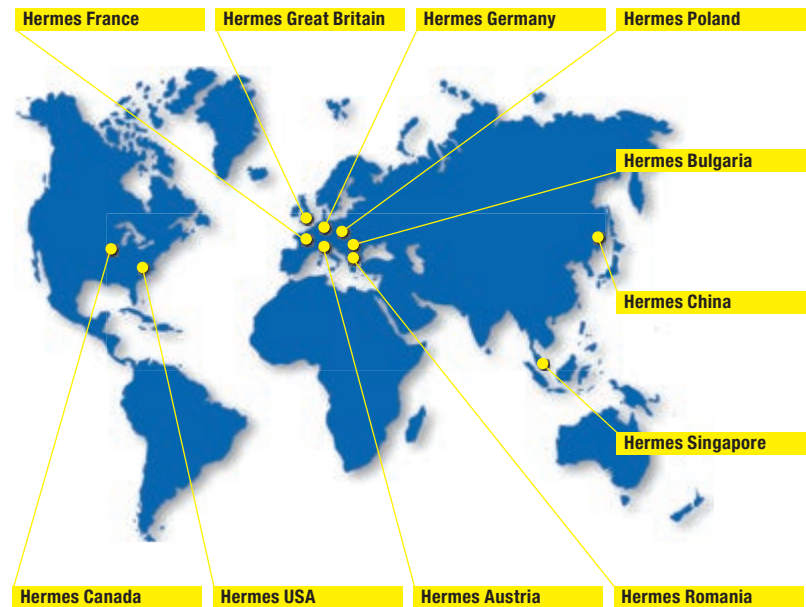 Hermes France
Hermes Great Britain
Hermes Germany
Hermes Poland
Hermes Bulgaria
Hermes China
Hermes Singapore
Hermes Canada
Hermes USA
Hermes Austria
Hermes Romania